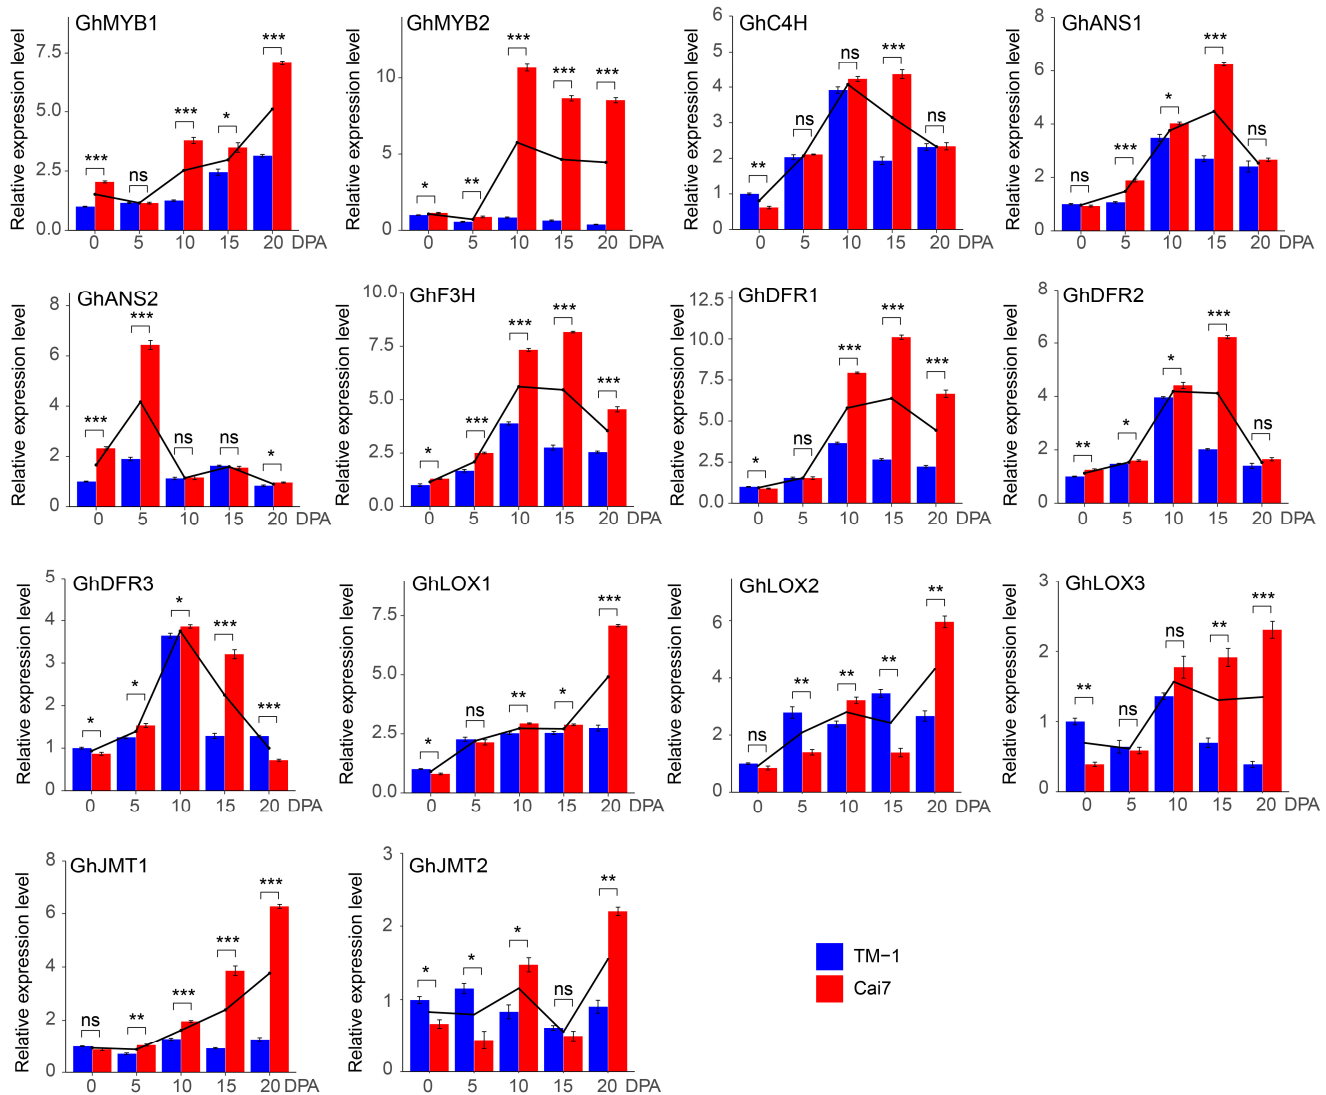 GhMYB1
Relative expression level
7.5
5.0
2.5
0.0
*** ns *** * ***
0 5 10 15 20 DPA
GhMYB2
Relative expression level
10
5
0
* ** *** *** ***
0 5 10 15 20 DPA
GhC4H
Relative expression level
6
5
4
3
2
1
0
** ns ns *** ns
0 5 10 15 20 DPA
GhANS1
Relative expression level
8
6
4
2
0
ns *** * *** ns
0 5 10 15 20 DPA
GhANS2
Relative expression level
8
6
4
2
0
*** *** ns ns *
0 5 10 15 20 DPA
GhF3H
Relative expression level
10.0
7.5
5.0
2.5
0.0
* *** *** *** ***
0 5 10 15 20 DPA
GhDFR1
Relative expression level
12.5
10.0
7.5
5.0
2.5
0.0
* ns *** *** ***
0 5 10 15 20 DPA
GhDFR2
Relative expression level
8
6
4
2
0
** * * *** ns
0 5 10 15 20 DPA
GhDFR3
Relative expression level
5
4
3
2
1
0
* * * *** ***
0 5 10 15 20 DPA
GhLOX1
Relative expression level
7.5
5.0
2.5
0.0
* ns ** * ***
0 5 10 15 20 DPA
GhLOX2
Relative expression level
6
4
2
0
ns ** ** ** **
0 5 10 15 20 DPA
GhLOX3
Relative expression level
3
2
1
0
** ns ns ** ***
0 5 10 15 20 DPA
GhJMT1
Relative expression level
8
6
4
2
0
ns ** *** *** ***
0 5 10 15 20 DPA
GhJMT2
Relative expression level
3
2
1
0
* * * ns **
0 5 10 15 20 DPA
TM−1
Cai7